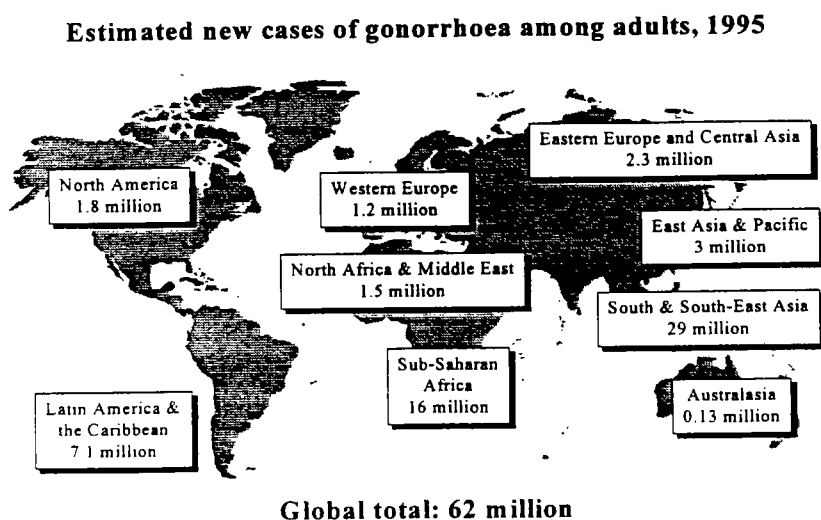 Estimated new cases of gonorrhoea among adults, 1995
Eastern Europe and Central Asia
2.3 million
North America
1.8 million
Western Europe
1.2 million
East Asia & Pacific
3 million
North Africa & Middle East
1.5 million
South & South-East Asia
29 million
Sub-Saharan
Africa
16 million
Australasia
0.13 million
Latin America &
the Caribbean
7 1 million
Global total: 62 million